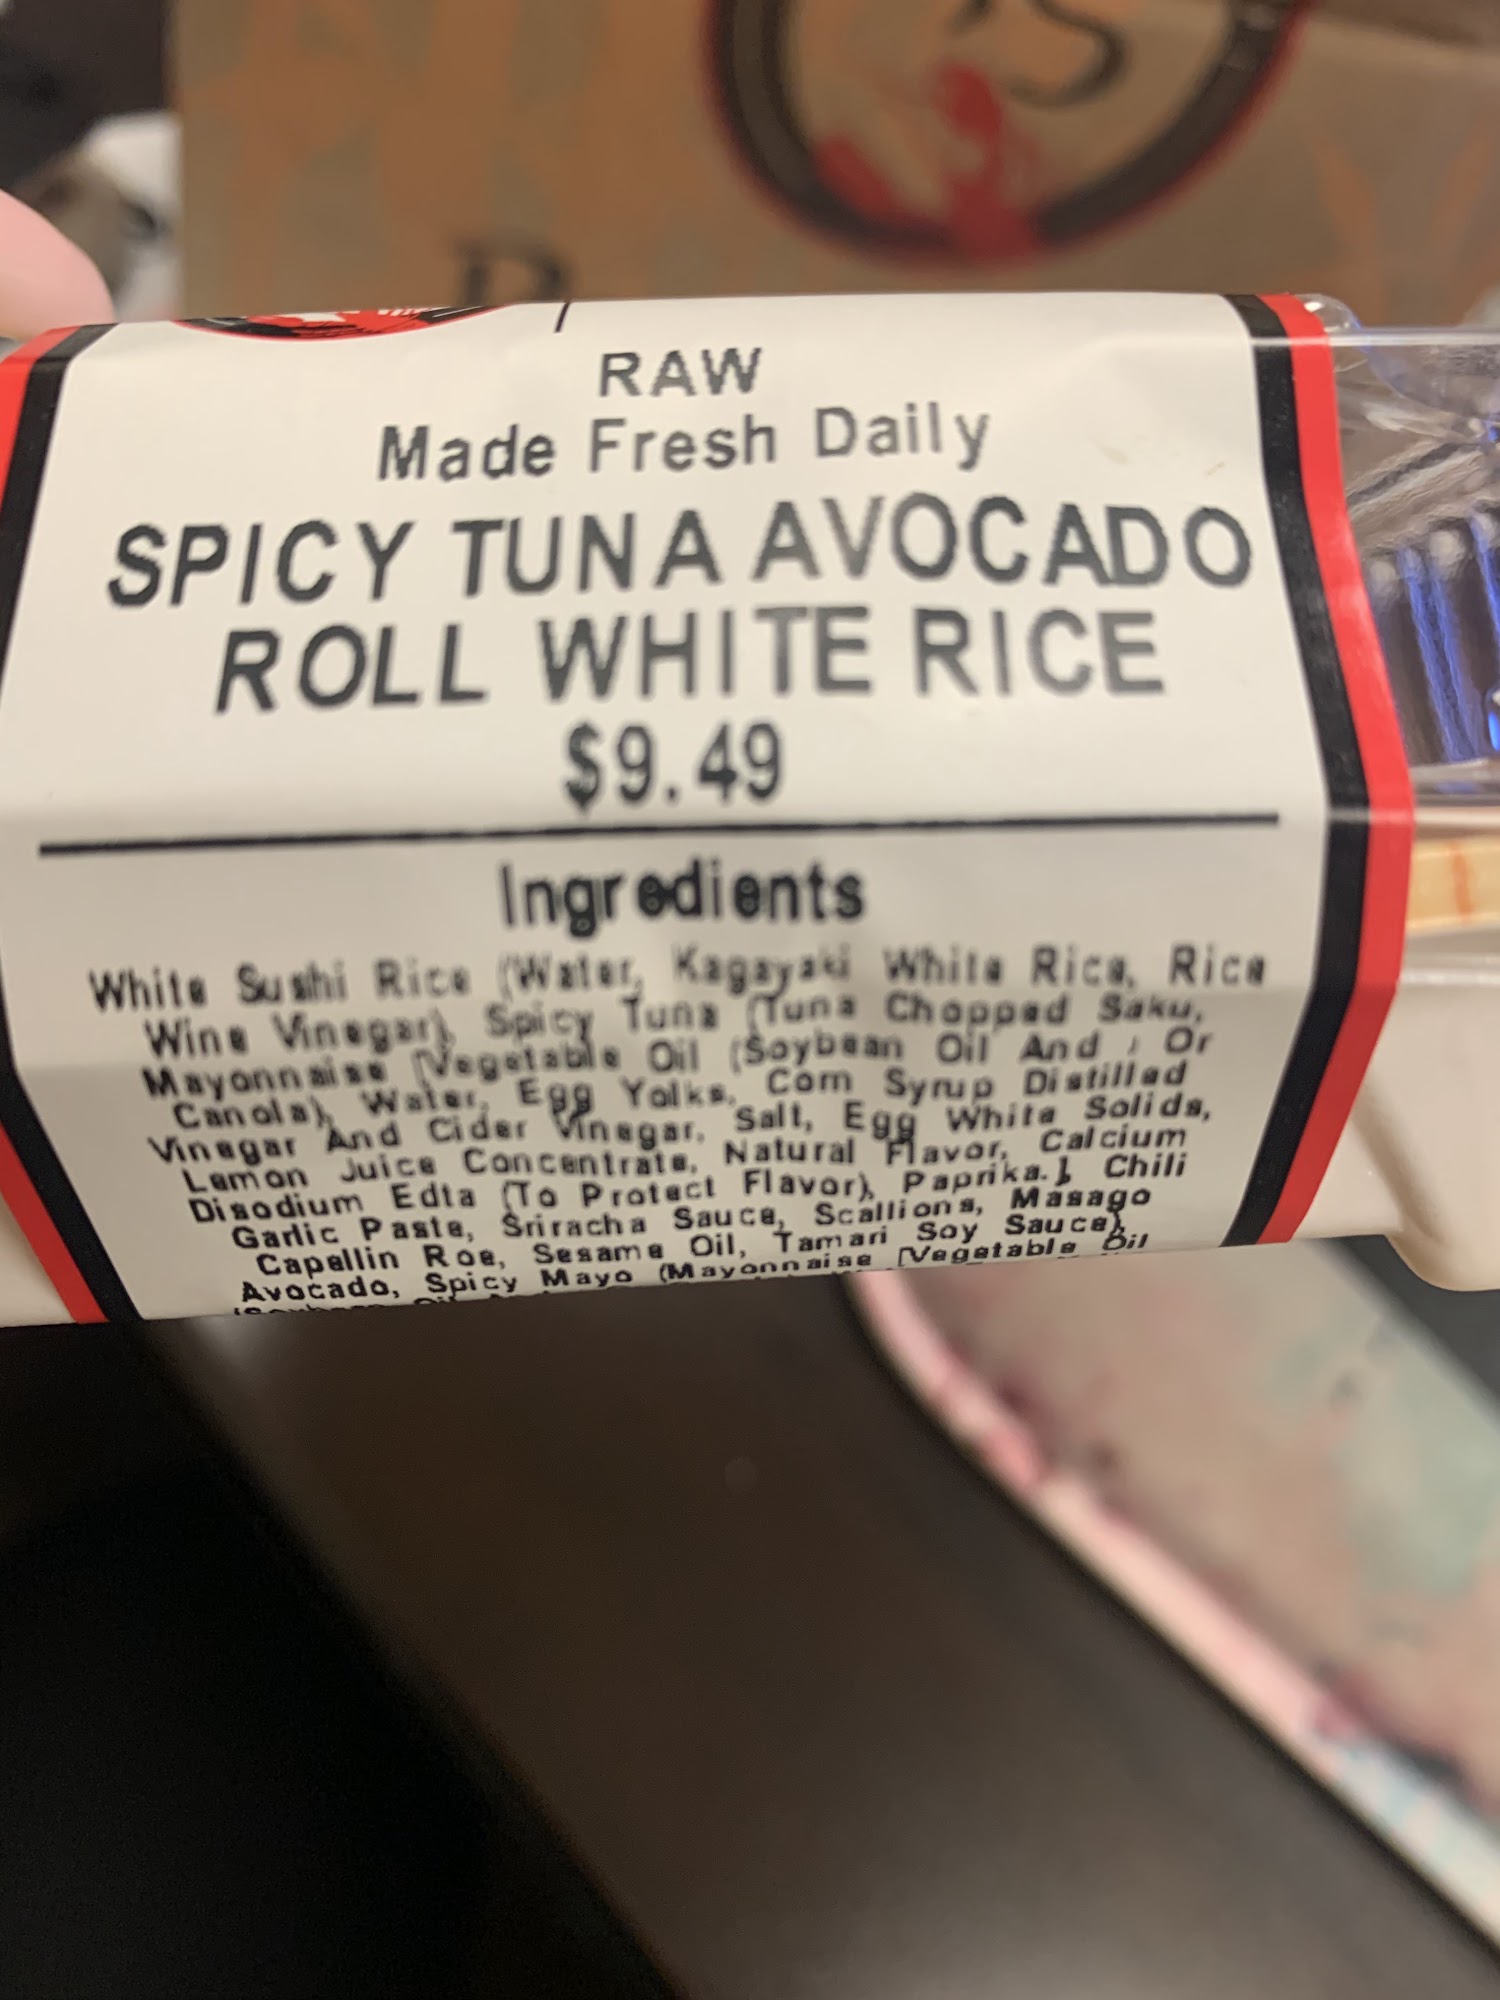 S
RAW
Made Fresh Daily
SPICY TUNA AVOCADO
ROLL WHITE RICE
$9.49
Ingredients
White Sushi Rice (Water, Kagayaki White Rice, Rice
Wine Vinegar), Spicy Tuna (Tuna Chopped Saku,
Mayonnaise [Vegetable Oil (Soybean Oil And / Or
Canola), Water, Egg Yolks, Corn Syrup Distilled
Vinegar And Cider Vinegar, Salt, Egg White Solids,
Lemon Juice Concentrate, Natural Flavor, Calcium
Disodium Edta (To Protect Flavor), Paprika.], Chili
Garlic Paste, Sriracha Sauce, Scallions, Masago
Capellin Roe, Sesame Oil, Tamari Soy Sauce),
Avocado, Spicy Mayo (Mayonnaise [Vegetable Oil